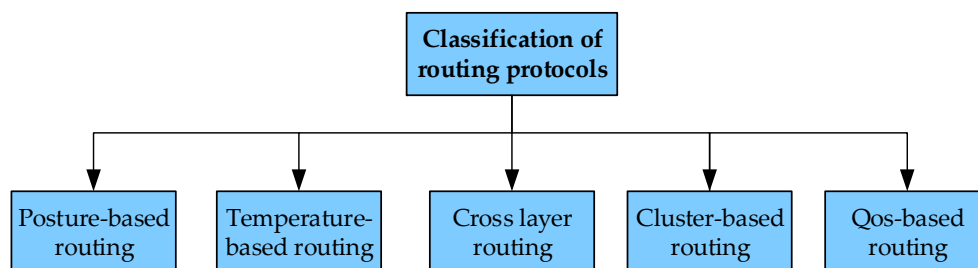 Classification of
routing protocols
Posture-based
routing
Temperature-
based routing
Cross layer
routing
Cluster-based
routing
Qos-based
routing